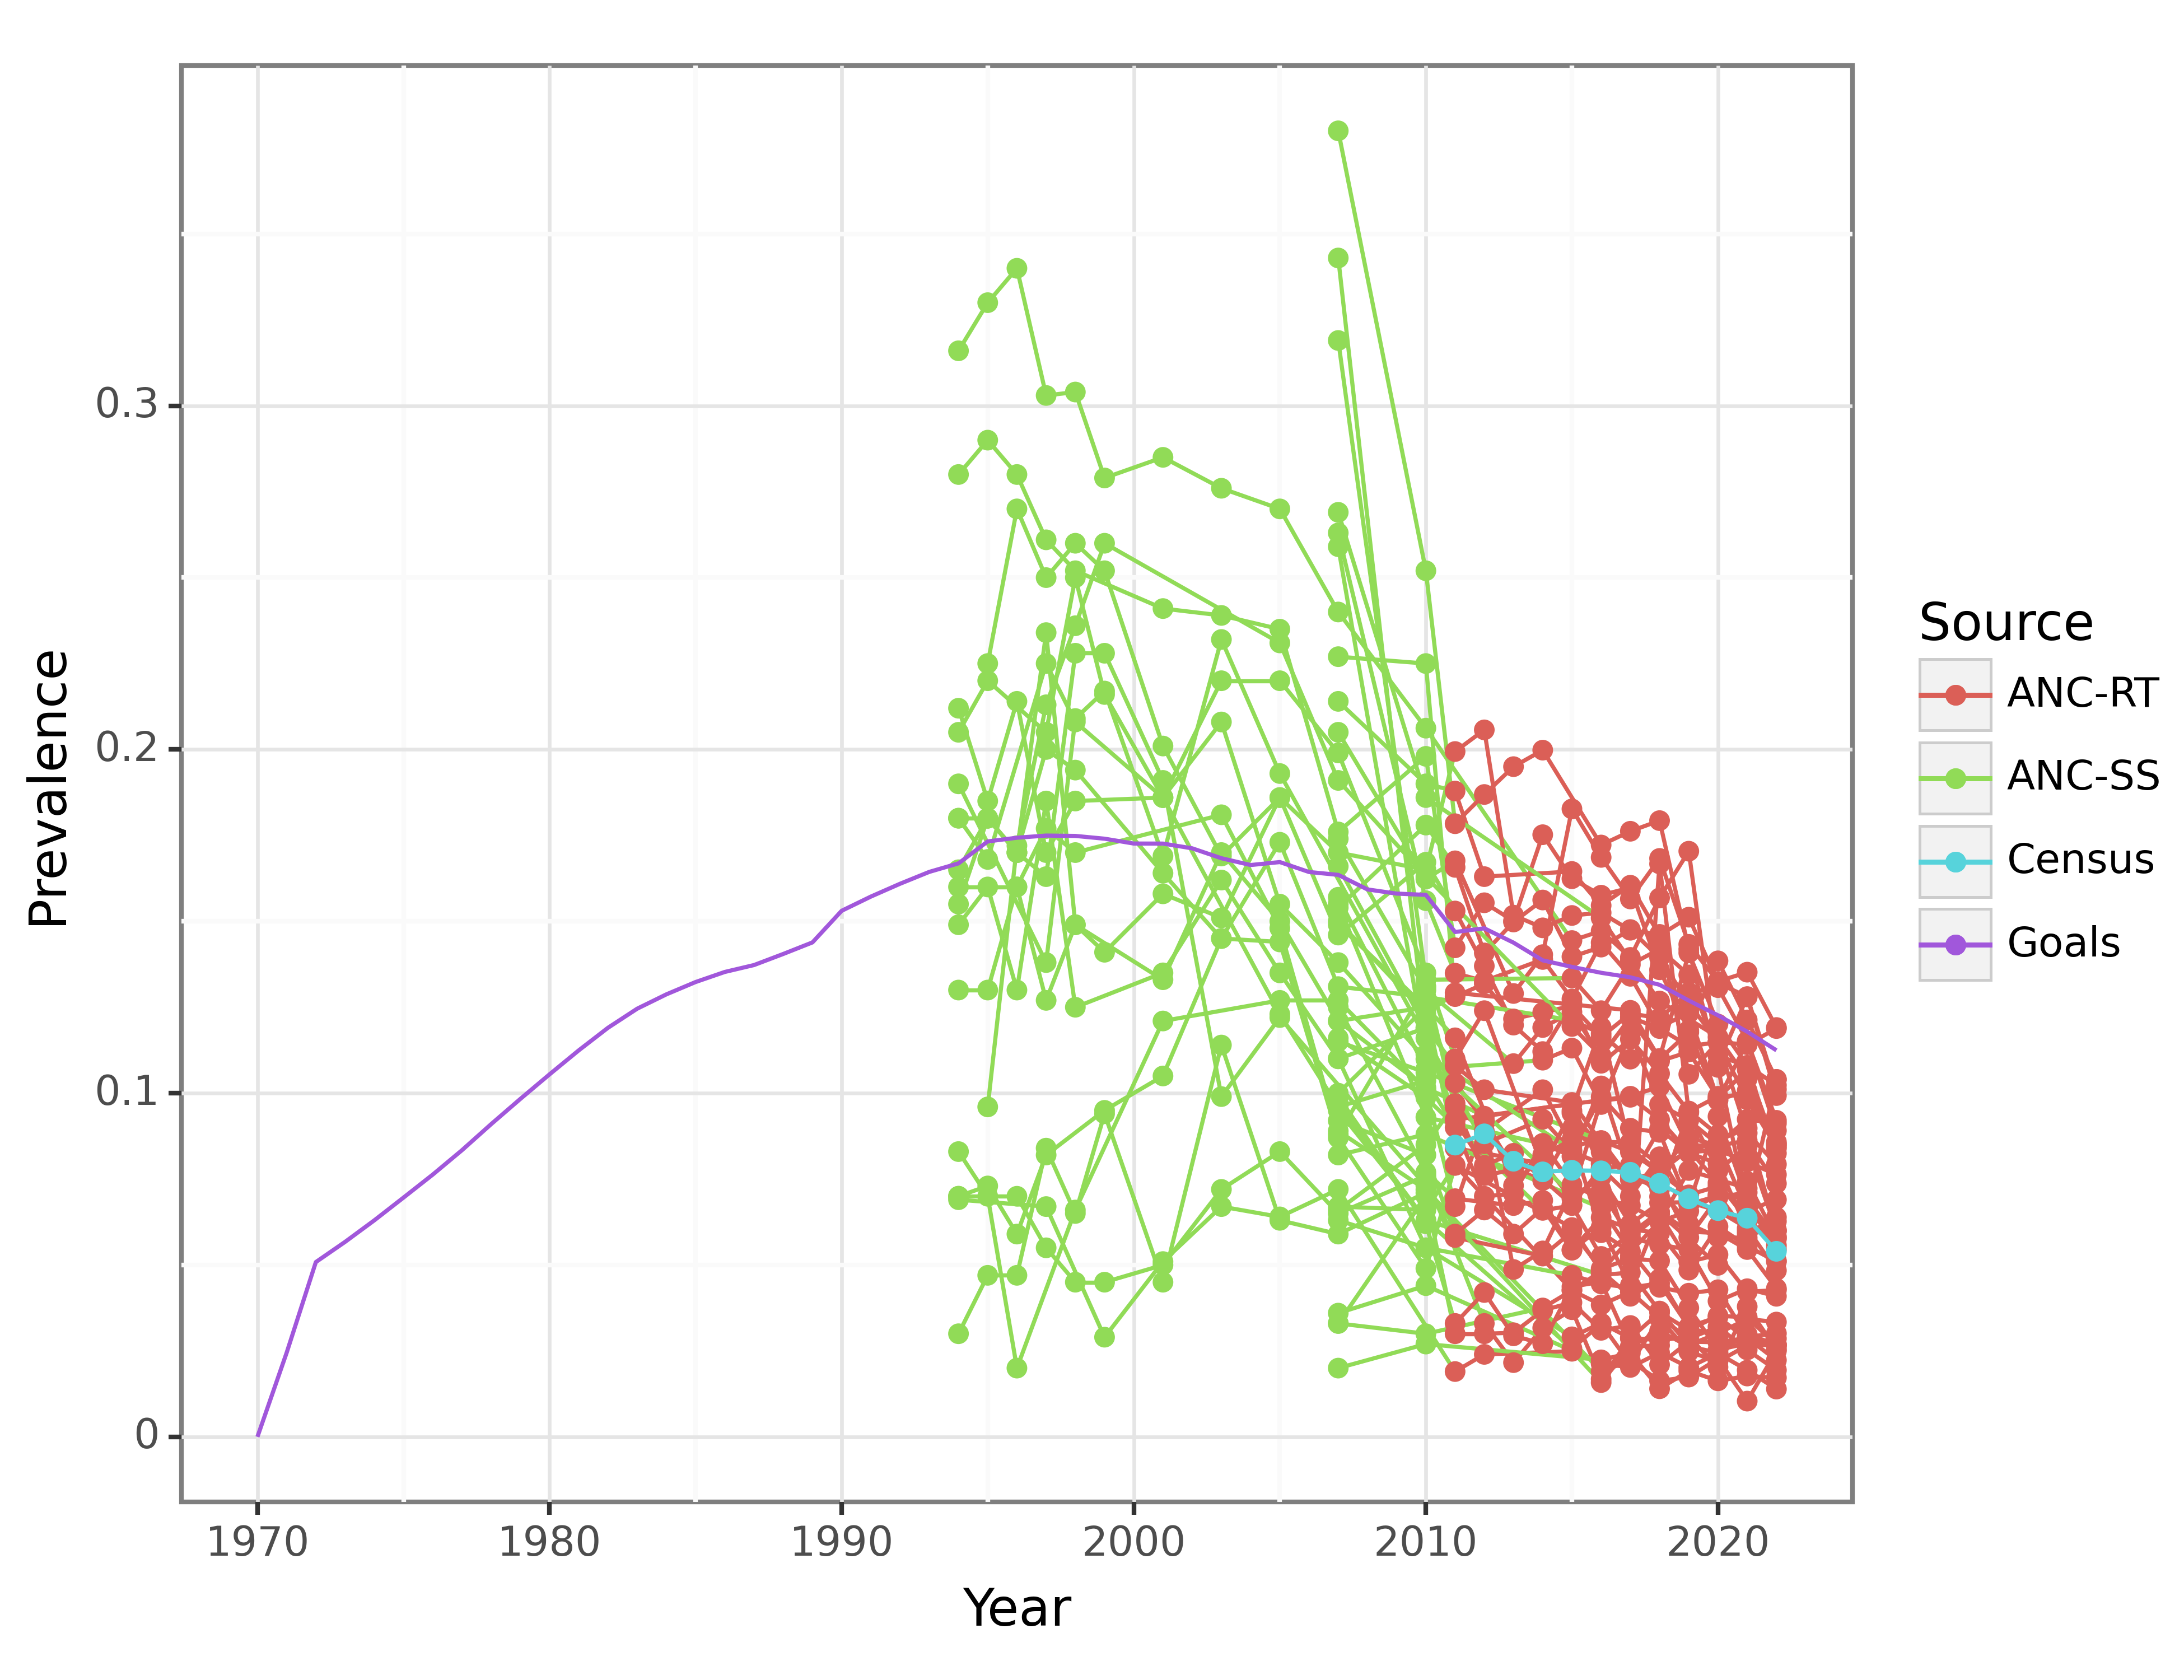 Prevalence
0.3
0.2
0.1
0
1970 1980 1990 2000 2010 2020
Year
Source
ANC-RT
ANC-SS
Census
Goals